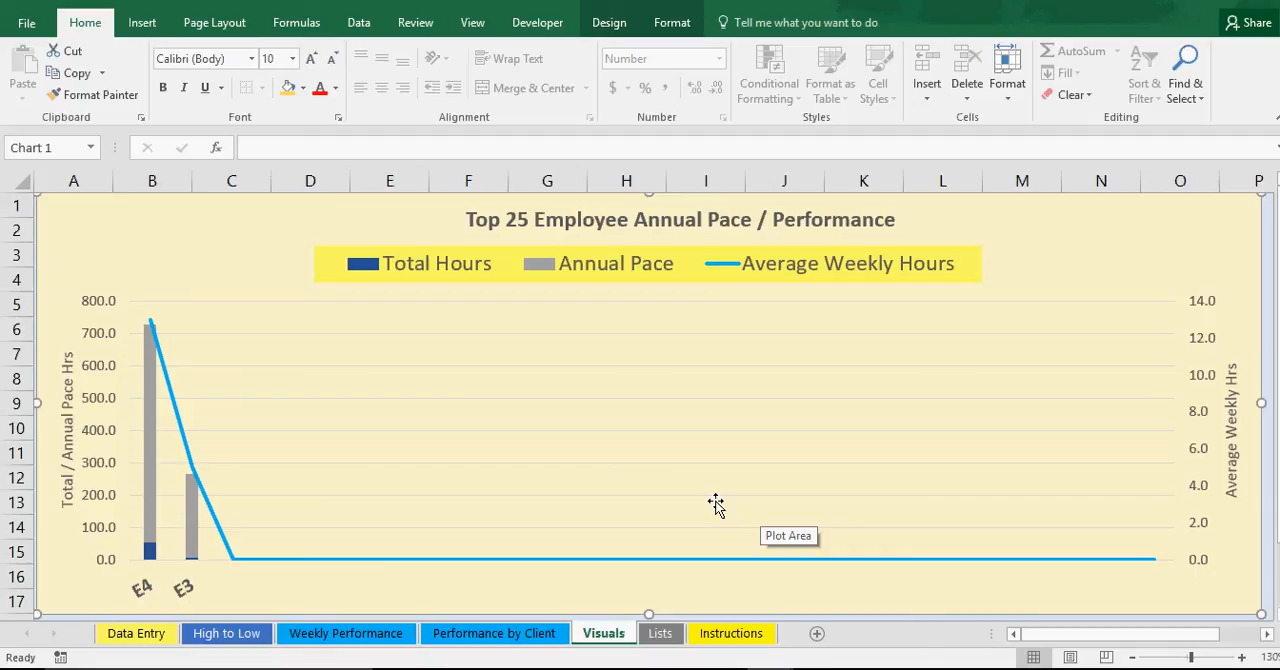 File Home Insert Page Layout Formulas Data Review View Developer Design Format Tell me what you want to do Share
Paste Cut Copy Format Painter
Calibri (Body) 10 A A
B I U A
Wrap Text
Merge & Center
Number
$ % ,
Conditional Formatting Format as Table Cell Styles
Insert Delete Format
AutoSum
Fill
Clear
Sort & Filter Find & Select
Clipboard Font Alignment Number Styles Cells Editing
Chart 1 fx
A B C D E F G H I J K L M N O P
1
2
3
4
5
6
7
8
9
10
11
12
13
14
15
16
17
Top 25 Employee Annual Pace / Performance
Total Hours Annual Pace Average Weekly Hours
Total / Annual Pace Hrs
800.0
700.0
600.0
500.0
400.0
300.0
200.0
100.0
0.0
14.0
12.0
10.0
8.0
6.0
4.0
2.0
0.0
Average Weekly Hrs
Plot Area
E4 E3
Data Entry High to Low Weekly Performance Performance by Client Visuals Lists Instructions
Ready 130%